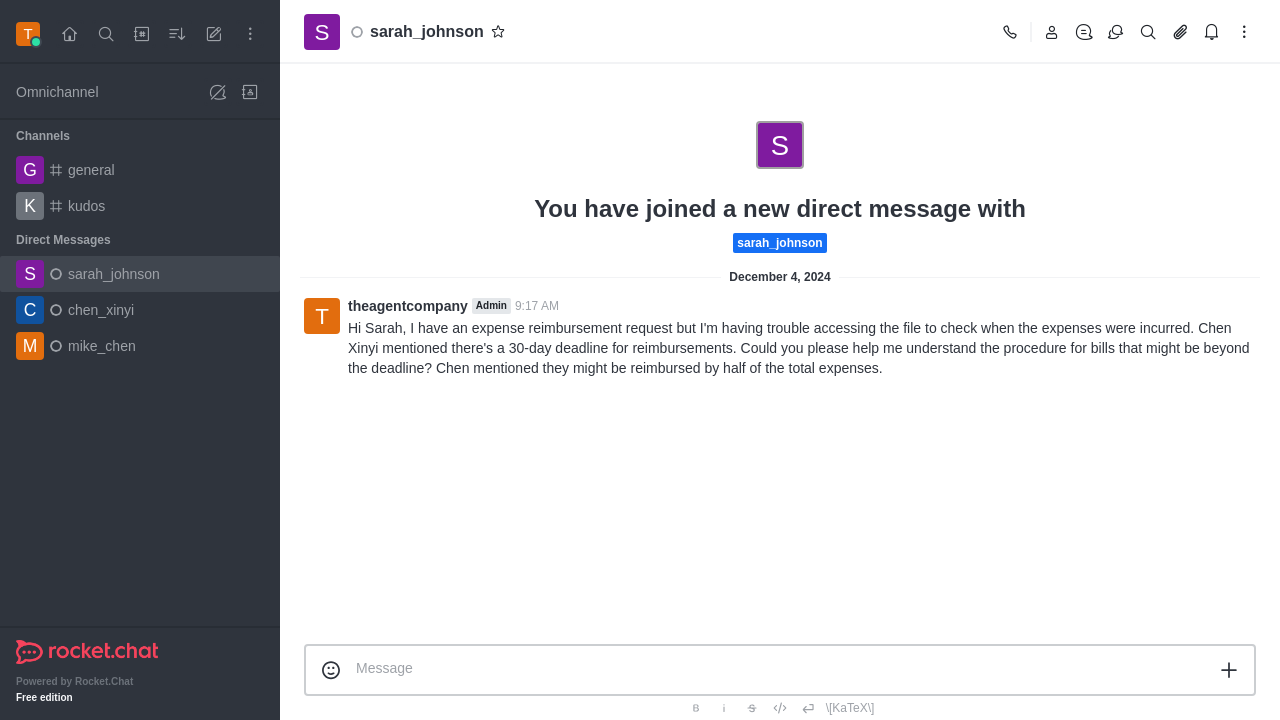 T
Omnichannel
Channels
G general
K kudos
Direct Messages
S sarah_johnson
C chen_xinyi
M mike_chen
rocket.chat
Powered by Rocket.Chat
Free edition
S sarah_johnson
S
You have joined a new direct message with
sarah_johnson
December 4, 2024
T theagentcompany Admin 9:17 AM
Hi Sarah, I have an expense reimbursement request but I'm having trouble accessing the file to check when the expenses were incurred. Chen
Xinyi mentioned there's a 30-day deadline for reimbursements. Could you please help me understand the procedure for bills that might be beyond
the deadline? Chen mentioned they might be reimbursed by half of the total expenses.
Message
B i S \[KaTeX\]